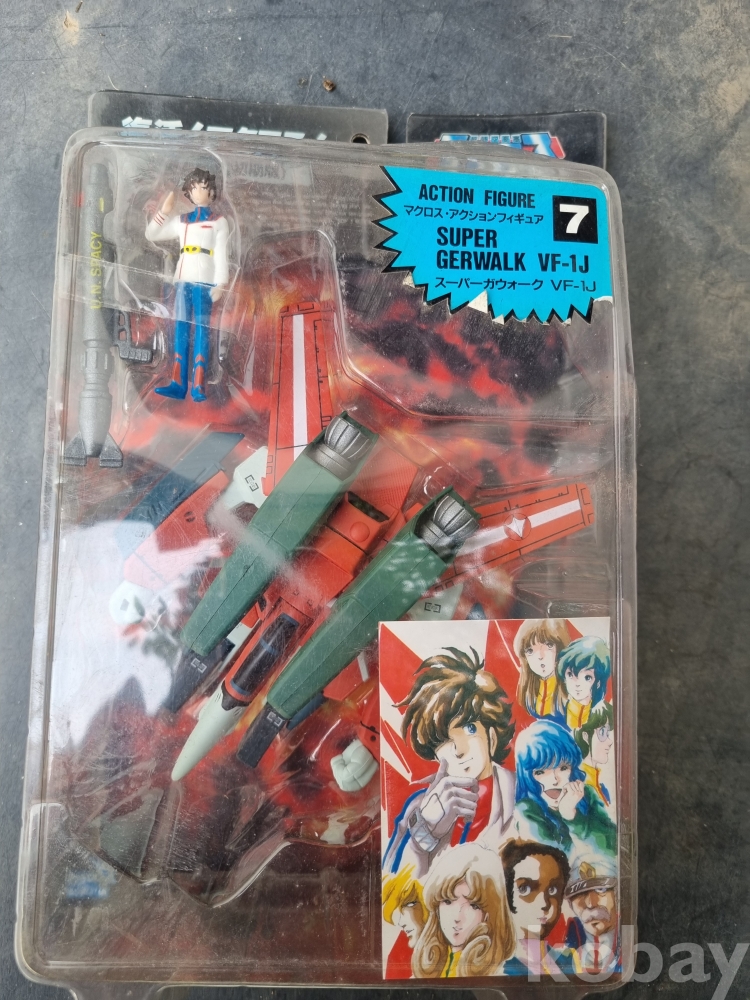 ACTION FIGURE
マクロス・アクションフィギュア
7
SUPER
GERWALK VF-1J
スーパーガウォーク VF-1J
U.N. SPACY
kobay